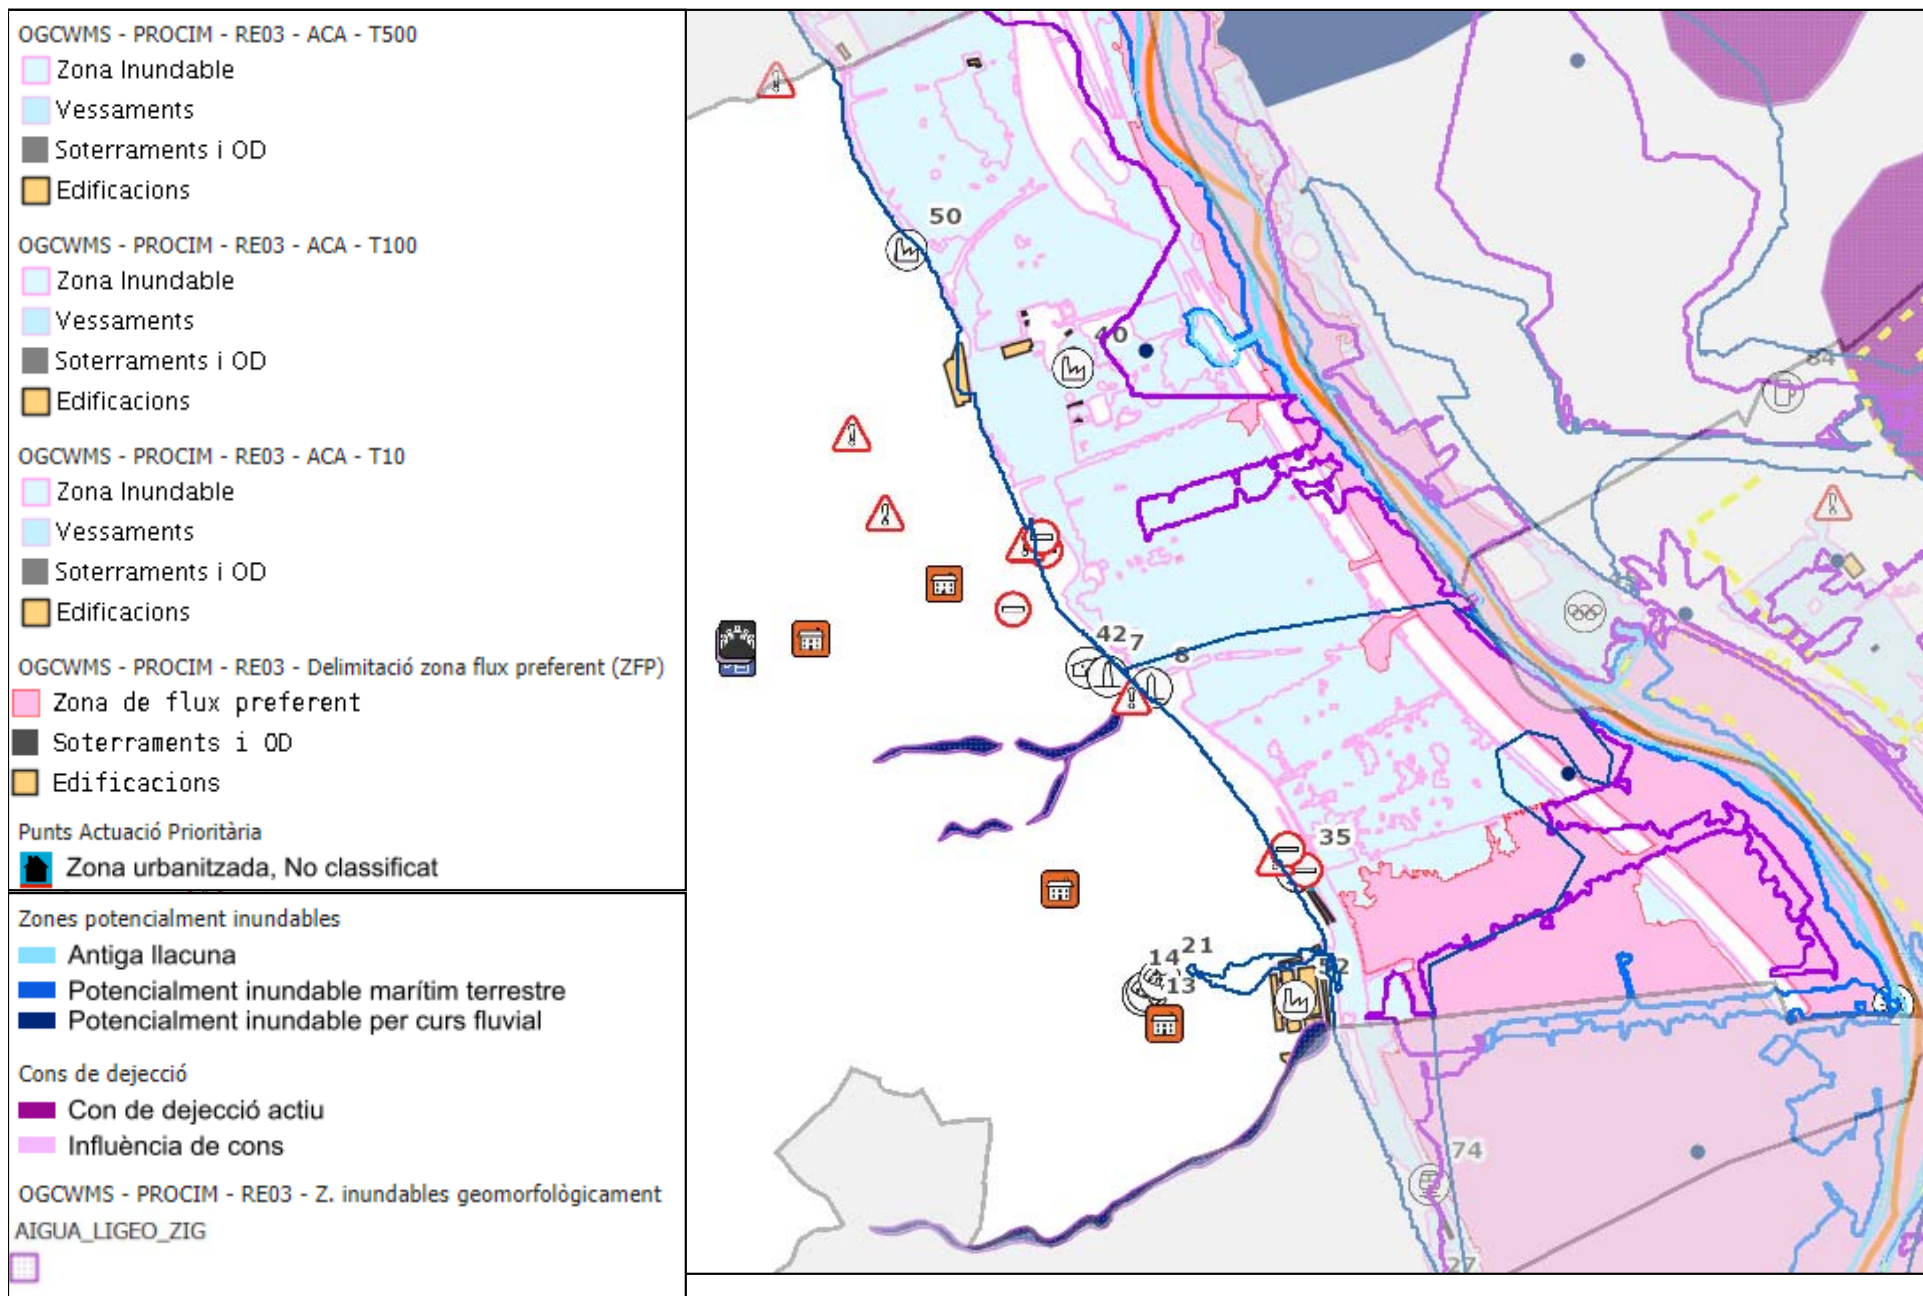 OGCWMS - PROCIM - RE03 - ACA - T500
Zona Inundable
Vessaments
Soterraments i OD
Edificacions
OGCWMS - PROCIM - RE03 - ACA - T100
Zona Inundable
Vessaments
Soterraments i OD
Edificacions
OGCWMS - PROCIM - RE03 - ACA - T10
Zona Inundable
Vessaments
Soterraments i OD
Edificacions
OGCWMS - PROCIM - RE03 - Delimitació zona flux preferent (ZFP)
Zona de flux preferent
Soterraments i OD
Edificacions
Punts Actuació Prioritària
Zona urbanitzada, No classificat
Zones potencialment inundables
Antiga llacuna
Potencialment inundable marítim terrestre
Potencialment inundable per curs fluvial
Cons de dejecció
Con de dejecció actiu
Influència de cons
OGCWMS - PROCIM - RE03 - Z. inundables geomorfològicament
AIGUA_LIGEO_ZIG
50
40
84
42
7
8
35
14
21
13
52
74
27